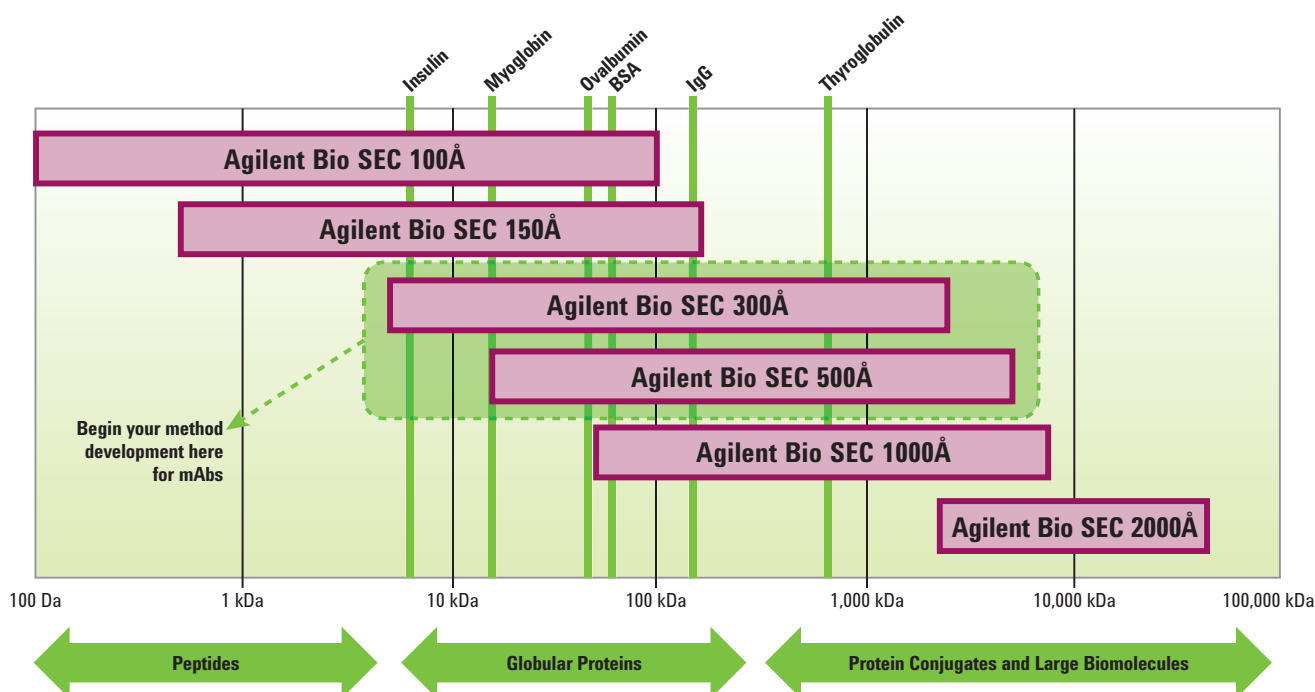 Insulin
Myoglobin
Ovalbumin
BSA
IgG
Thyroglobulin
Agilent Bio SEC 100Å
Agilent Bio SEC 150Å
Agilent Bio SEC 300Å
Agilent Bio SEC 500Å
Begin your method
development here
for mAbs
Agilent Bio SEC 1000Å
Agilent Bio SEC 2000Å
100 Da
1 kDa
10 kDa
100 kDa
1,000 kDa
10,000 kDa
100,000 kDa
Peptides
Globular Proteins
Protein Conjugates and Large Biomolecules